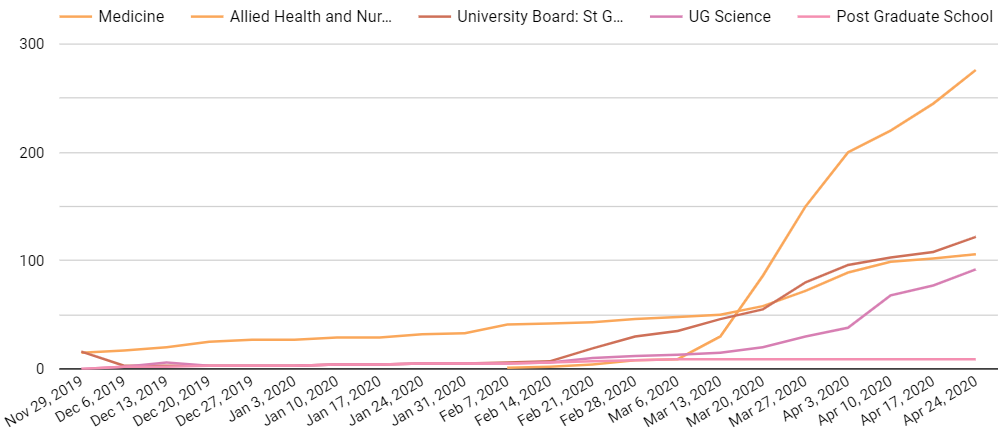 Medicine Allied Health and Nur... University Board: St G... UG Science Post Graduate School
300
200
100
0
Nov 29, 2019 Dec 6, 2019 Dec 13, 2019 Dec 20, 2019 Dec 27, 2019 Jan 3, 2020 Jan 10, 2020 Jan 17, 2020 Jan 24, 2020 Jan 31, 2020 Feb 7, 2020 Feb 14, 2020 Feb 21, 2020 Feb 28, 2020 Mar 6, 2020 Mar 13, 2020 Mar 20, 2020 Mar 27, 2020 Apr 3, 2020 Apr 10, 2020 Apr 17, 2020 Apr 24, 2020